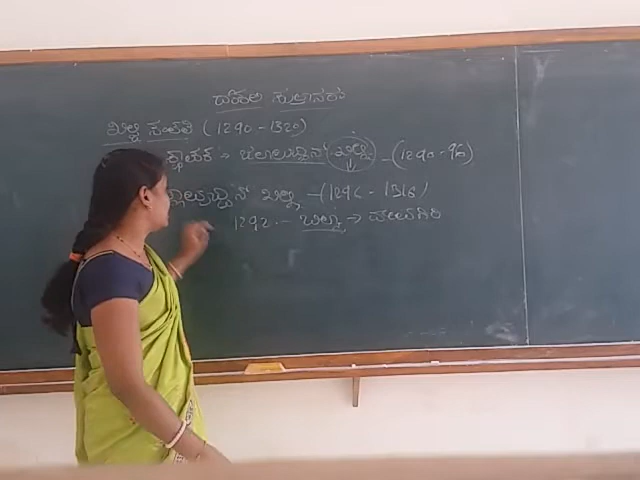 ದೆಹಲಿ ಸುಲ್ತಾನರು
ಖಿಲ್ಜಿ ಸಂತತಿ (1290-1320)
ಸ್ಥಾಪಕ = ಜಲಾಲುದ್ದೀನ್ ಖಿಲ್ಜಿ - (1290-96)
ಲ್ಲಾವುದ್ದೀನ್ ಖಿಲ್ಜಿ - (1296 - 1316)
1292 - → ದೇವಗಿರಿ